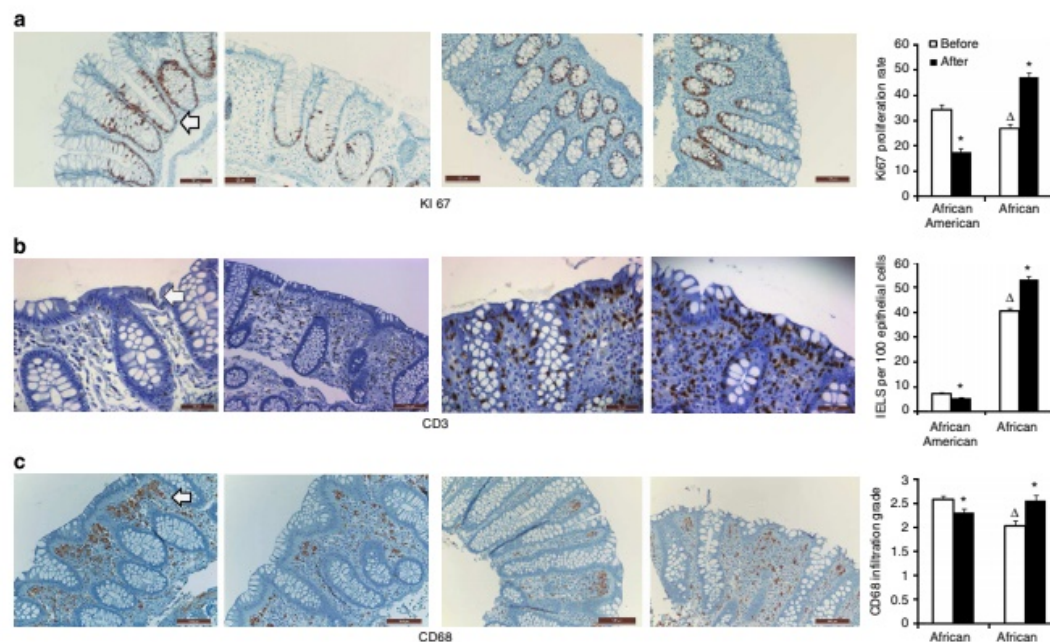 a
60
50
40
30
20
10
0
Ki67 proliferation rate
Before
After
*
Δ
*
African
American
African
KI 67
b
60
50
40
30
20
10
0
IELS per 100 epithelial cells
*
Δ
*
African
American
African
CD3
c
3
2.5
2
1.5
1
0.5
0
CD68 infiltration grade
*
Δ
*
African
African
CD68